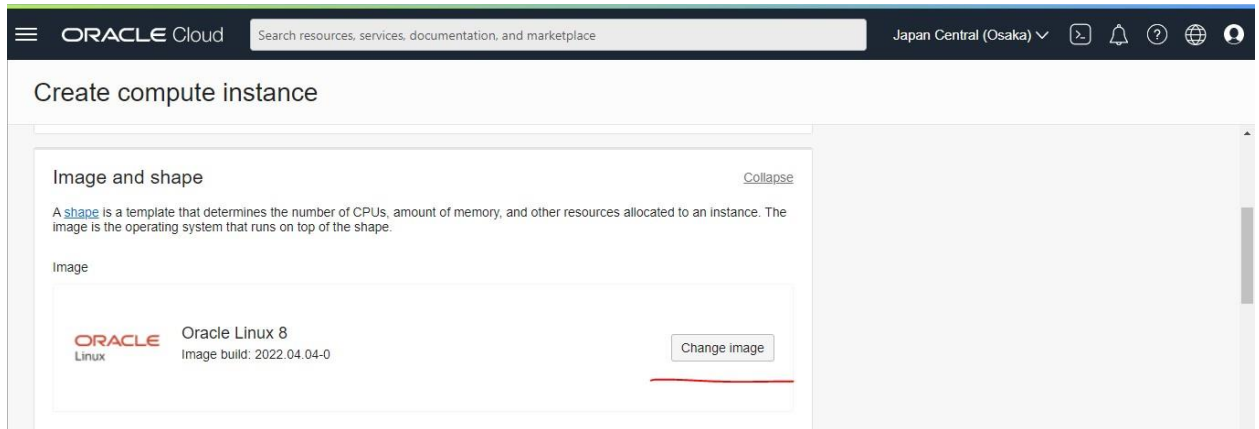 ORACLE Cloud
Search resources, services, documentation, and marketplace
Japan Central (Osaka)
Create compute instance
Image and shape
Collapse
A shape is a template that determines the number of CPUs, amount of memory, and other resources allocated to an instance. The
image is the operating system that runs on top of the shape.
Image
ORACLE
Linux
Oracle Linux 8
Image build: 2022.04.04-0
Change image